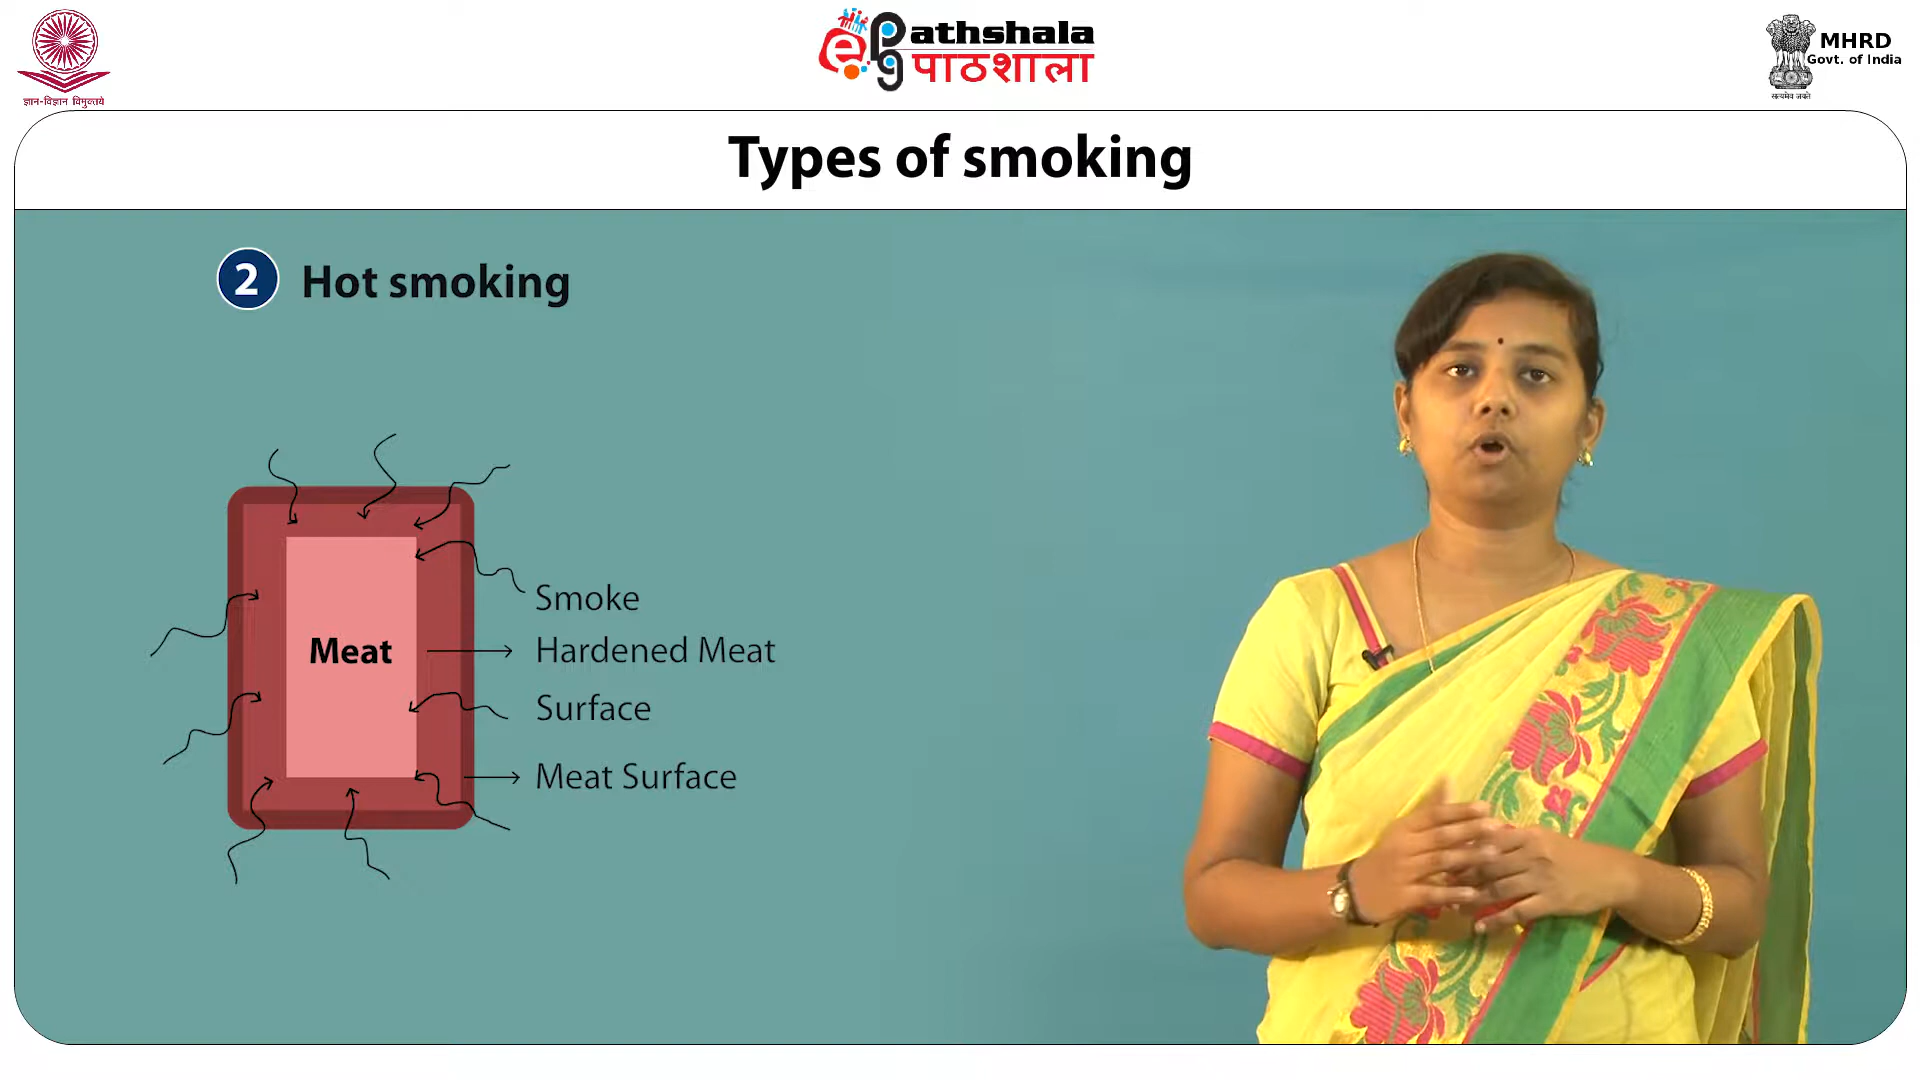 ज्ञान-विज्ञान विमुक्तये
ePG Pathshala
पाठशाला
MHRD
Govt. of India
सत्यमेव जयते
Types of smoking
2 Hot smoking
Smoke
Meat
Hardened Meat
Surface
Meat Surface